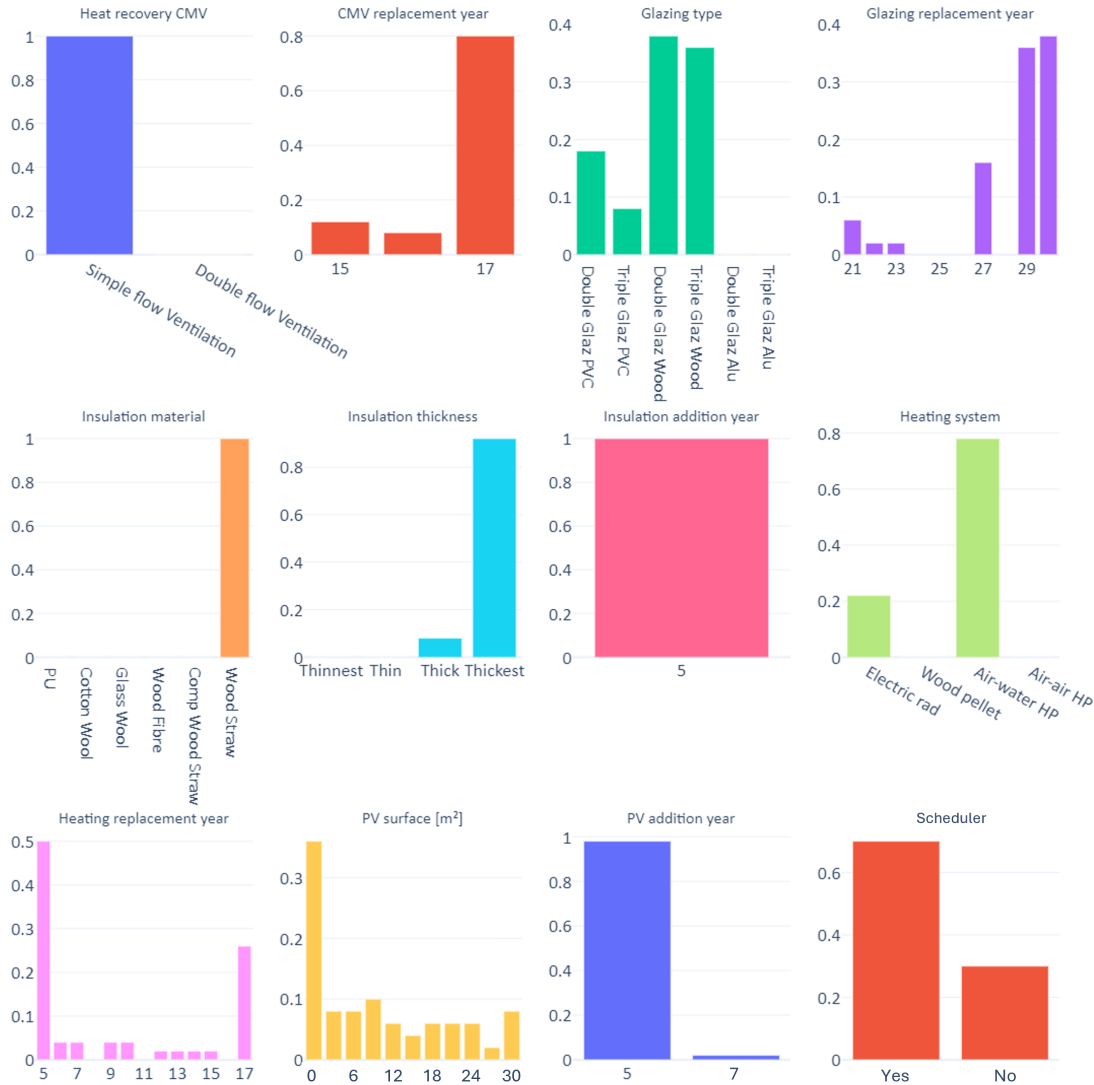 Heat recovery CMV
1
0.8
0.6
0.4
0.2
0
Simple flow Ventilation
Double flow Ventilation
CMV replacement year
0.8
0.6
0.4
0.2
0
15
17
Glazing type
0.4
0.3
0.2
0.1
0
Double Glaz PVC
Triple Glaz PVC
Double Glaz Wood
Triple Glaz Wood
Double Glaz Alu
Triple Glaz Alu
Glazing replacement year
0.4
0.3
0.2
0.1
0
21
23
25
27
29
Insulation material
1
0.8
0.6
0.4
0.2
0
PU
Cotton Wool
Glass Wool
Wood Fibre
Comp Wood Straw
Wood Straw
Insulation thickness
0.8
0.6
0.4
0.2
0
Thinnest
Thin
Thick
Thickest
Insulation addition year
1
0.8
0.6
0.4
0.2
0
5
Heating system
0.8
0.6
0.4
0.2
0
Electric rad
Wood pellet
Air-water HP
Air-air HP
Heating replacement year
0.5
0.4
0.3
0.2
0.1
0
5
7
9
11
13
15
17
PV surface [m²]
0.3
0.2
0.1
0
0
6
12
18
24
30
PV addition year
1
0.8
0.6
0.4
0.2
0
5
7
Scheduler
0.6
0.4
0.2
0
Yes
No